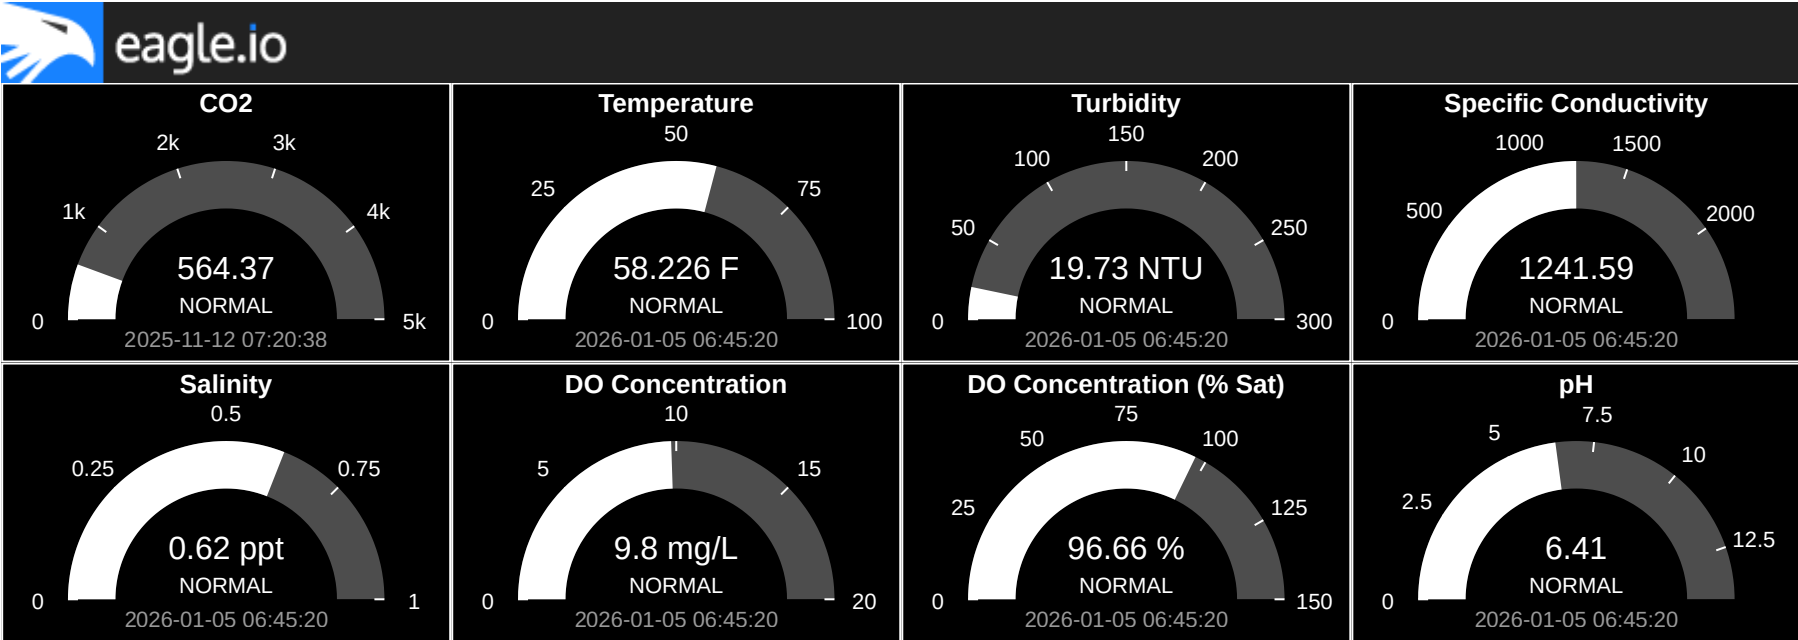 eagle.io
CO2
2k 3k
1k 4k
564.37
NORMAL
0 5k
2025-11-12 07:20:38
Temperature
50
25 75
58.226 F
NORMAL
0 100
2026-01-05 06:45:20
Turbidity
150
100 200
50 250
19.73 NTU
NORMAL
0 300
2026-01-05 06:45:20
Specific Conductivity
1000 1500
500 2000
1241.59
NORMAL
0
2026-01-05 06:45:20
Salinity
0.5
0.25 0.75
0.62 ppt
NORMAL
0 1
2026-01-05 06:45:20
DO Concentration
10
5 15
9.8 mg/L
NORMAL
0 20
2026-01-05 06:45:20
DO Concentration (% Sat)
75
50 100
25 125
96.66 %
NORMAL
0 150
2026-01-05 06:45:20
pH
7.5
5 10
2.5 12.5
6.41
NORMAL
0
2026-01-05 06:45:20